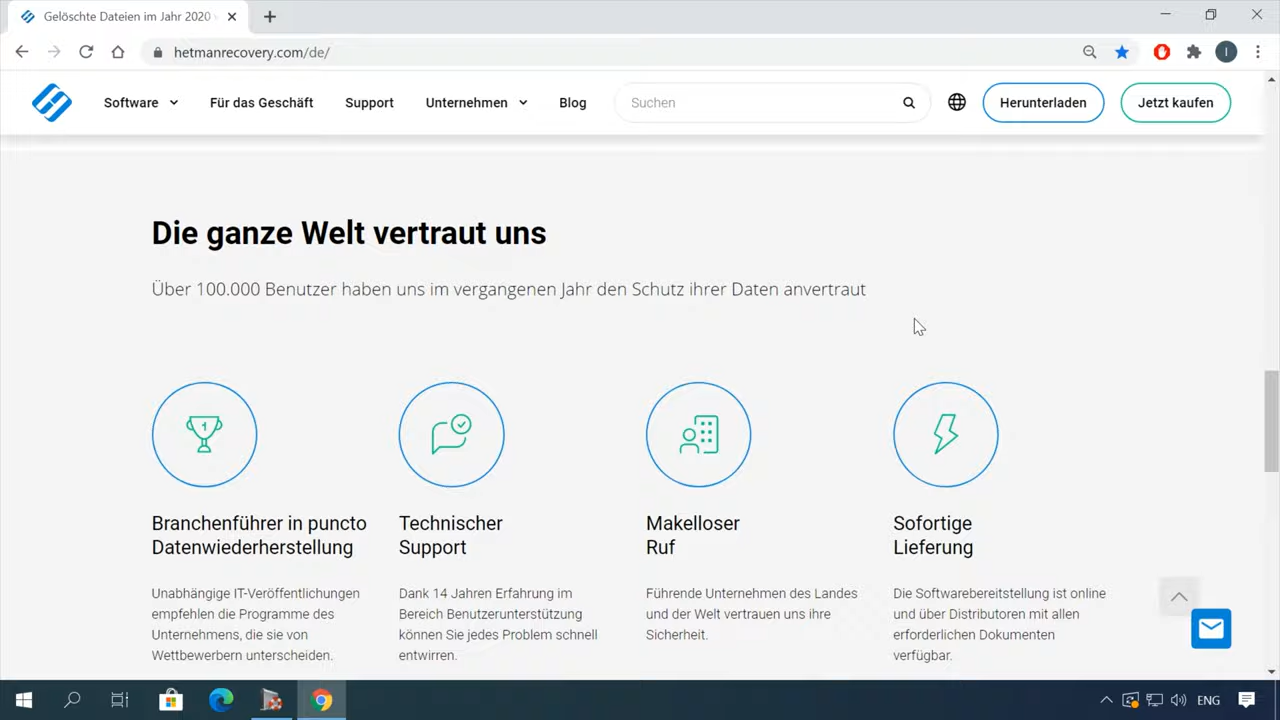 Gelöschte Dateien im Jahr 2020
hetmanrecovery.com/de/
I
Software Für das Geschäft Support Unternehmen Blog Suchen Herunterladen Jetzt kaufen
Die ganze Welt vertraut uns
Über 100.000 Benutzer haben uns im vergangenen Jahr den Schutz ihrer Daten anvertraut
1
Branchenführer in puncto
Datenwiederherstellung
Unabhängige IT-Veröffentlichungen
empfehlen die Programme des
Unternehmens, die sie von
Wettbewerbern unterscheiden.
Technischer
Support
Dank 14 Jahren Erfahrung im
Bereich Benutzerunterstützung
können Sie jedes Problem schnell
entwirren.
Makelloser
Ruf
Führende Unternehmen des Landes
und der Welt vertrauen uns ihre
Sicherheit.
Sofortige
Lieferung
Die Softwarebereitstellung ist online
und über Distributoren mit allen
erforderlichen Dokumenten
verfügbar.
ENG